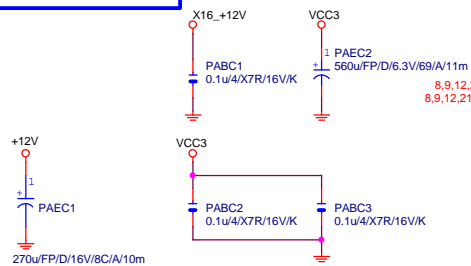 X16_+12V
VCC3
PABC1
0.1u/4/X7R/16V/K
1
PAEC2
+
560u/FP/D/6.3V/69/A/11m
8,9,12,
8,9,12,21
+12V
1
+
PAEC1
270u/FP/D/16V/8C/A/10m
VCC3
PABC2
0.1u/4/X7R/16V/K
PABC3
0.1u/4/X7R/16V/K